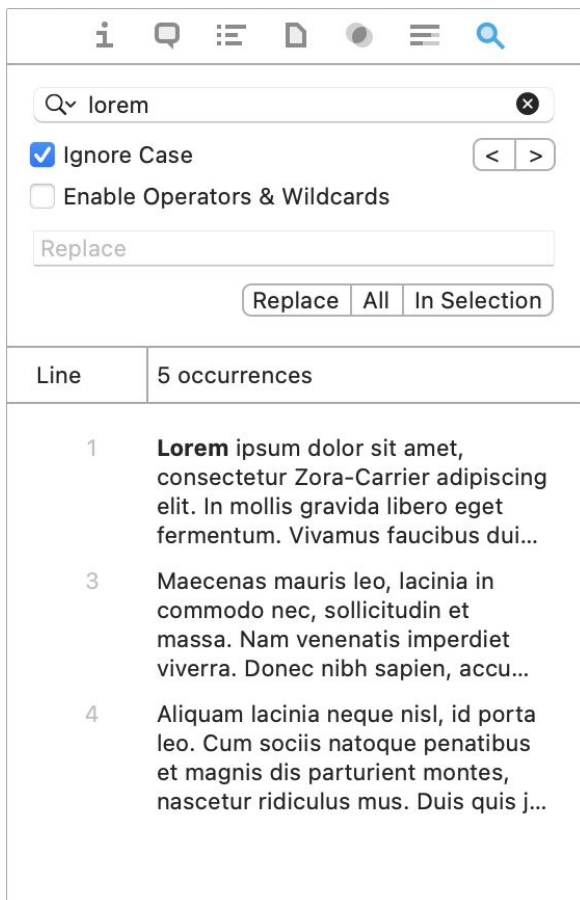 lorem
Ignore Case
< >
Enable Operators & Wildcards
Replace
Replace All In Selection
Line 5 occurrences
1 Lorem ipsum dolor sit amet,
consectetur Zora-Carrier adipiscing
elit. In mollis gravida libero eget
fermentum. Vivamus faucibus dui...
3 Maecenas mauris leo, lacinia in
commodo nec, sollicitudin et
massa. Nam venenatis imperdiet
viverra. Donec nibh sapien, accu...
4 Aliquam lacinia neque nisl, id porta
leo. Cum sociis natoque penatibus
et magnis dis parturient montes,
nascetur ridiculus mus. Duis quis j...